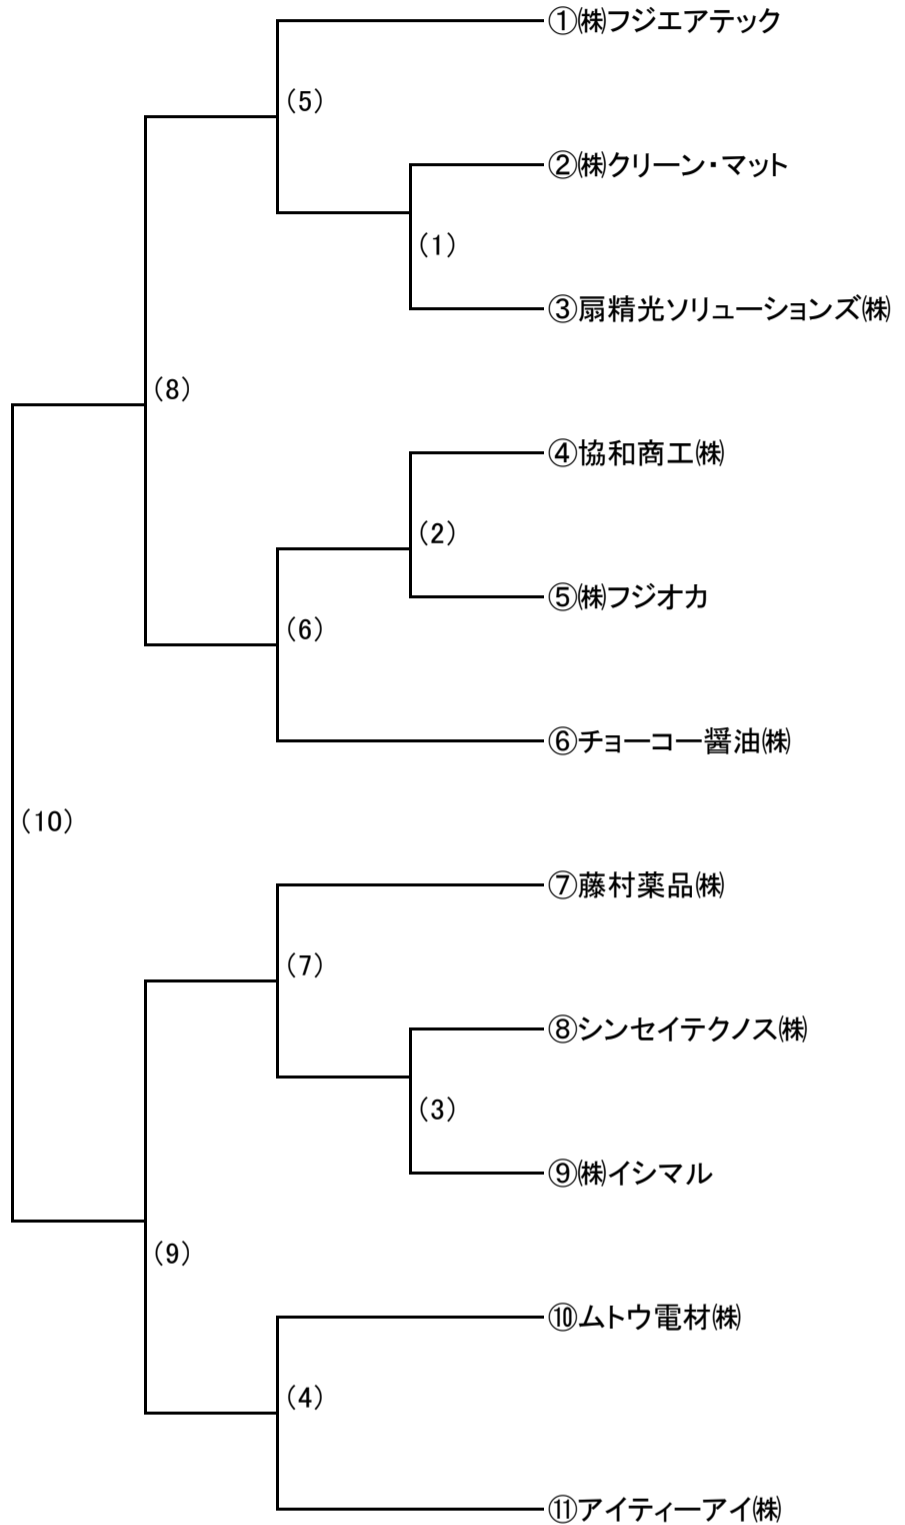 ①㈱フジエアテック
(5)
②㈱クリーン・マット
(1)
③扇精光ソリューションズ㈱
(8)
④協和商工㈱
(2)
⑤㈱フジオカ
(6)
⑥チョーコー醤油㈱
(10)
⑦藤村薬品㈱
(7)
⑧シンセイテクノス㈱
(3)
⑨㈱イシマル
(9)
⑩ムトウ電材㈱
(4)
⑪アイティーアイ㈱